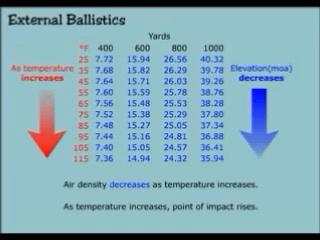 External Ballistics
Yards
°F 400 600 800 1000
25 7.72 15.94 26.56 40.32
As temperature increases
35 7.68 15.82 26.29 39.78
Elevation(moa) decreases
45 7.64 15.71 26.03 39.26
55 7.60 15.59 25.78 38.76
65 7.56 15.48 25.53 38.28
75 7.52 15.38 25.29 37.80
85 7.48 15.27 25.05 37.34
95 7.44 15.16 24.81 36.88
105 7.40 15.05 24.57 36.41
115 7.36 14.94 24.32 35.94
Air density decreases as temperature increases.
As temperature increases, point of impact rises.